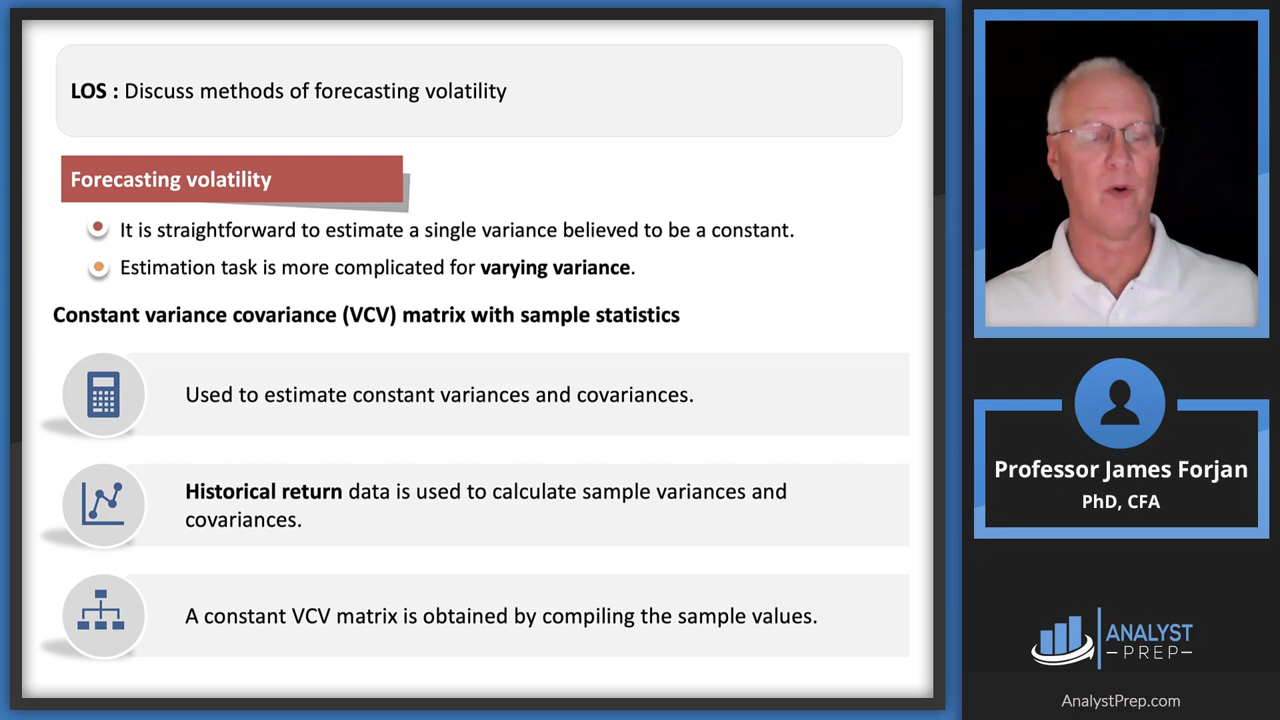 LOS : Discuss methods of forecasting volatility
Forecasting volatility
It is straightforward to estimate a single variance believed to be a constant.
Estimation task is more complicated for varying variance.
Constant variance covariance (VCV) matrix with sample statistics
Used to estimate constant variances and covariances.
Historical return data is used to calculate sample variances and
covariances.
A constant VCV matrix is obtained by compiling the sample values.
Professor James Forjan
PhD, CFA
ANALYST
—PREP—
AnalystPrep.com